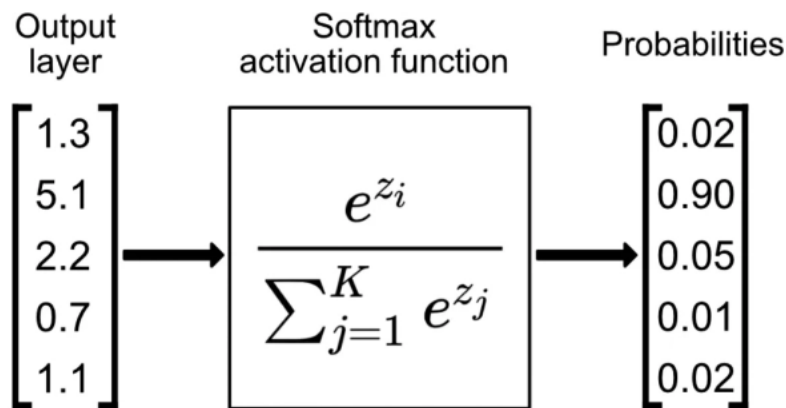 Output
layer
Softmax
activation function
Probabilities
1.3
5.1
2.2
0.7
1.1
e^{z_i}
∑_{j=1}^{K} e^{z_j}
0.02
0.90
0.05
0.01
0.02